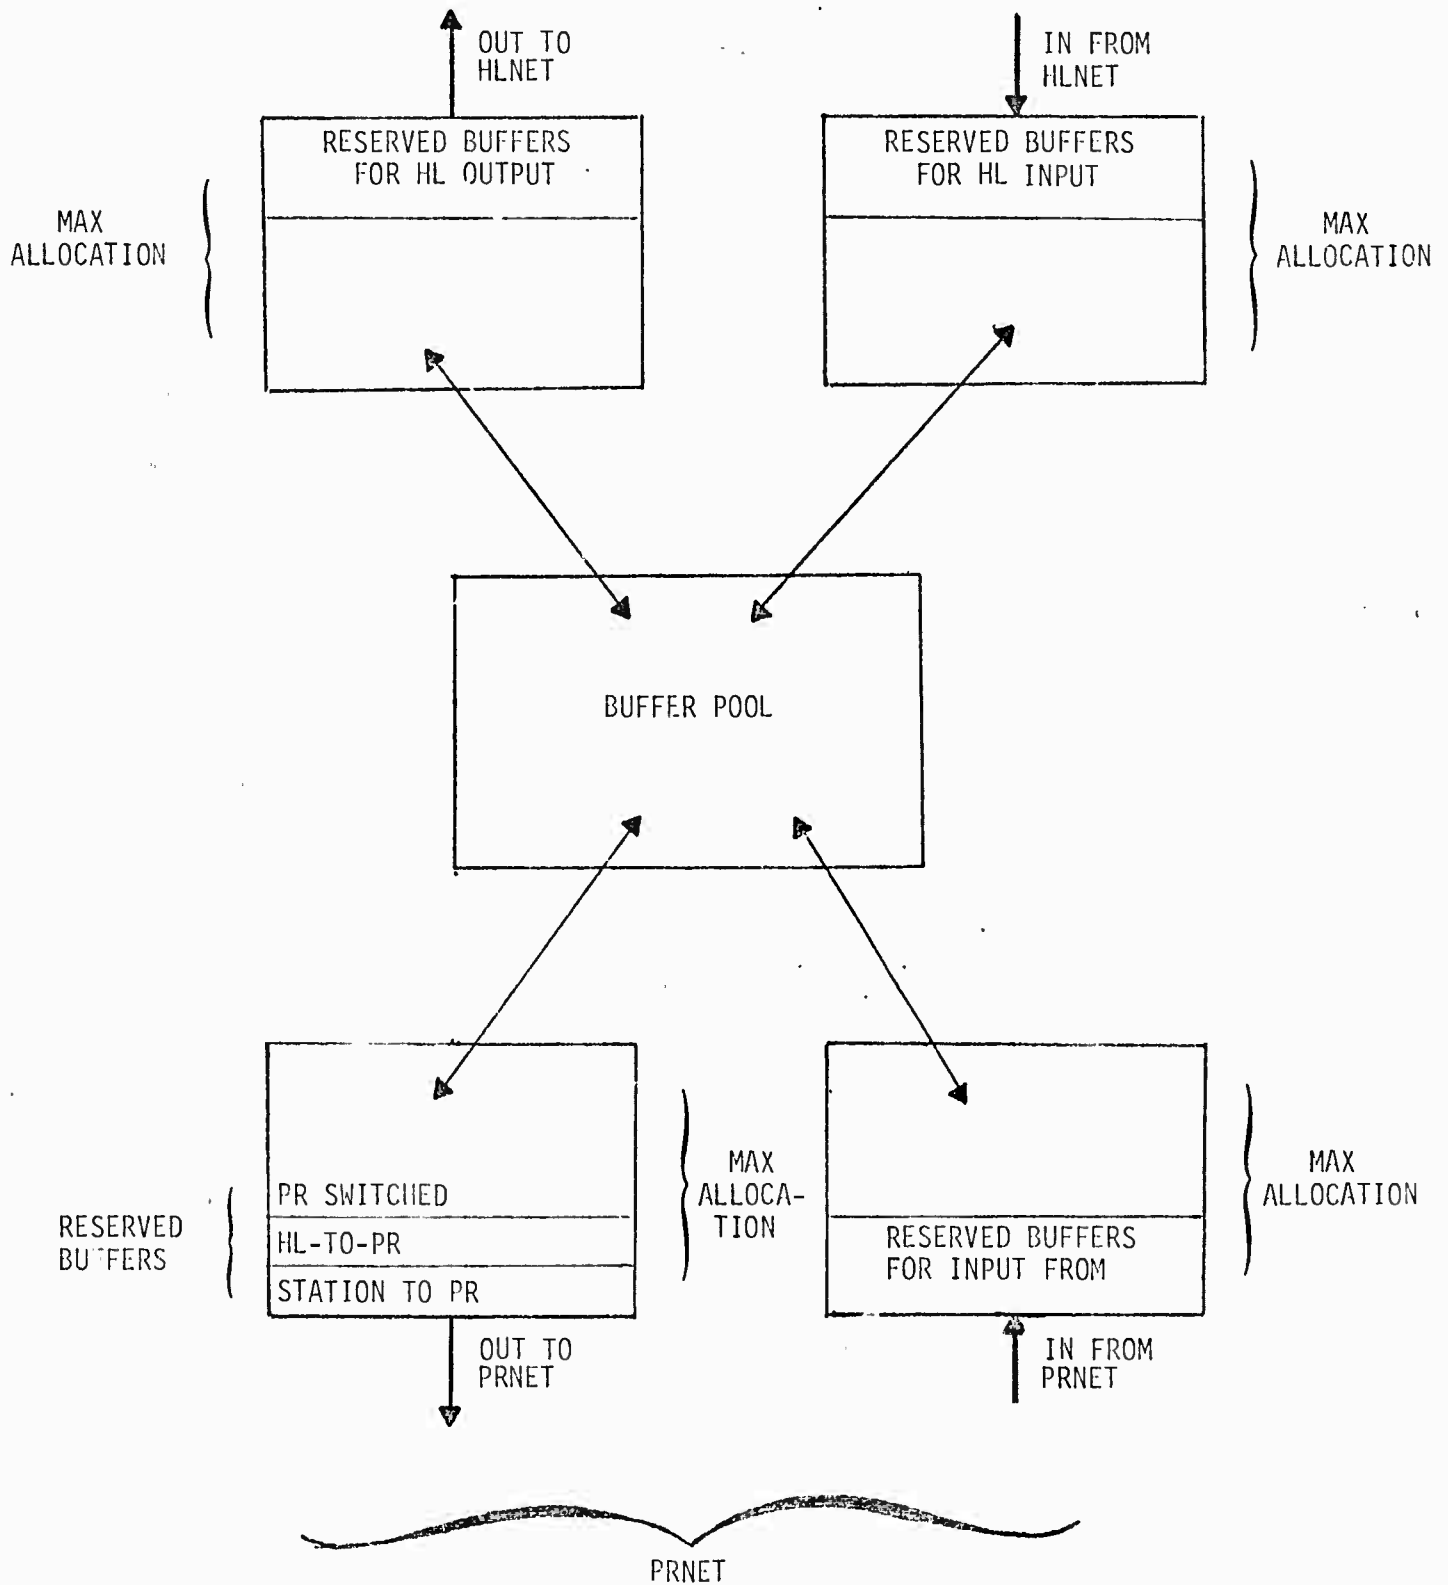 OUT TO
HLNET
IN FROM
HLNET
RESERVED BUFFERS
FOR HL OUTPUT
RESERVED BUFFERS
FOR HL INPUT
MAX
ALLOCATION
MAX
ALLOCATION
BUFFER POOL
PR SWITCHED
HL-TO-PR
STATION TO PR
RESERVED
BUFFERS
MAX
ALLOCA-
TION
RESERVED BUFFERS
FOR INPUT FROM
MAX
ALLOCATION
OUT TO
PRNET
IN FROM
PRNET
PRNET